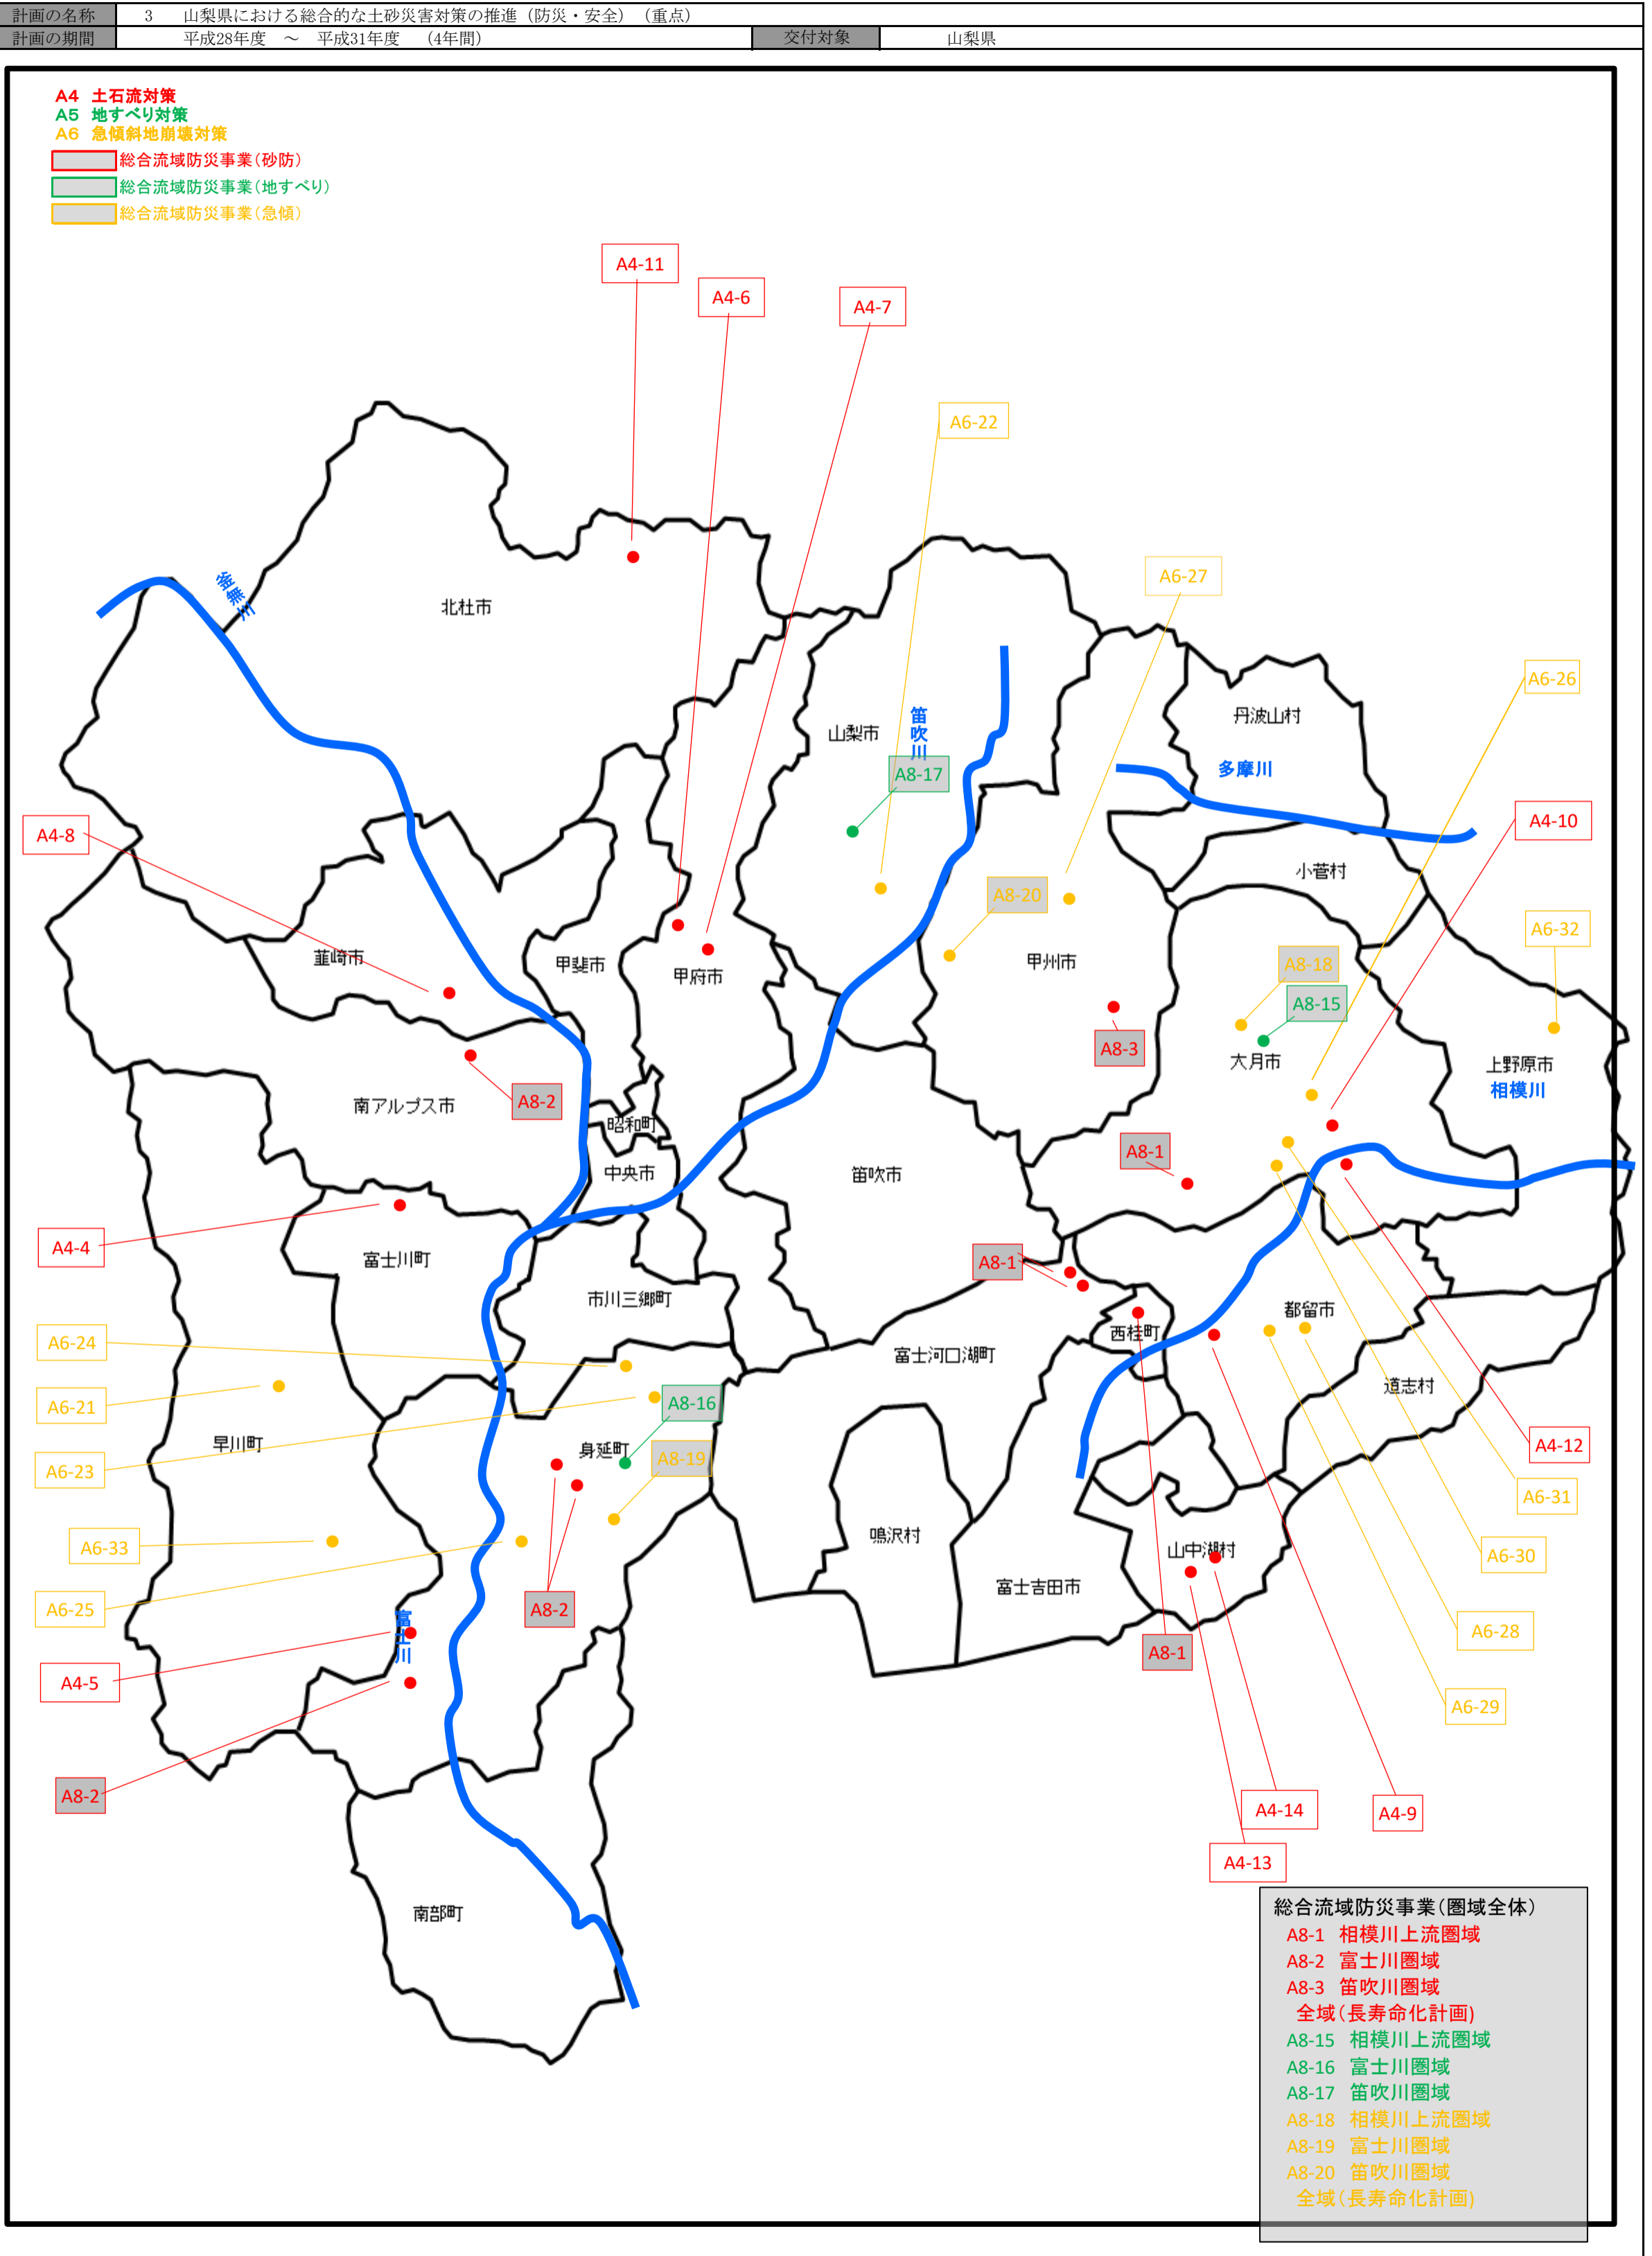 計画の名称 3 山梨県における総合的な土砂災害対策の推進（防災・安全）（重点）
計画の期間 平成28年度 ～ 平成31年度 （4年間） 交付対象 山梨県
A4 土石流対策
A5 地すべり対策
A6 急傾斜地崩壊対策
総合流域防災事業(砂防)
総合流域防災事業(地すべり)
総合流域防災事業(急傾)
A4-11
A4-6
A4-7
A6-22
A6-27
釜無川
北杜市
A6-26
丹波山村
笛吹川
山梨市
多摩川
A8-17
A4-10
A4-8
小菅村
A8-20
A6-32
韮崎市
甲斐市
甲府市
甲州市
A8-18
A8-15
A8-3
大月市
上野原市
相模川
A8-2
南アルプス市
昭和町
A8-1
中央市
笛吹市
A4-4
富士川町
A8-1
市川三郷町
都留市
A6-24
西桂町
富士河口湖町
道志村
A6-21
A8-16
早川町
身延町
A4-12
A8-19
A6-23
A6-31
鳴沢村
A6-33
山中湖村
A6-30
富士吉田市
A6-25
A8-2
富士川
A6-28
A8-1
A4-5
A6-29
A8-2
A4-14
A4-9
A4-13
南部町
総合流域防災事業(圏域全体)
A8-1 相模川上流圏域
A8-2 富士川圏域
A8-3 笛吹川圏域
全域(長寿命化計画)
A8-15 相模川上流圏域
A8-16 富士川圏域
A8-17 笛吹川圏域
A8-18 相模川上流圏域
A8-19 富士川圏域
A8-20 笛吹川圏域
全域(長寿命化計画)